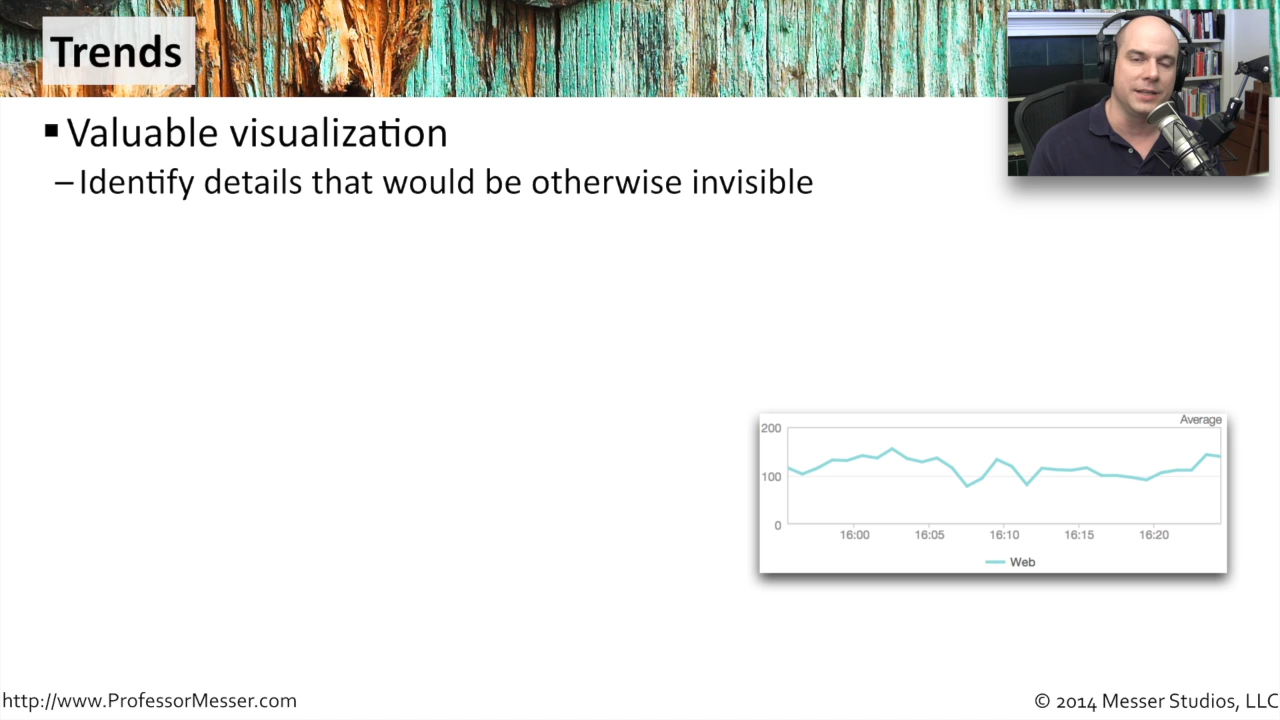 Trends
▪ Valuable visualization
– Identify details that would be otherwise invisible
Average
200
100
0
16:00 16:05 16:10 16:15 16:20
Web
http://www.ProfessorMesser.com
© 2014 Messer Studios, LLC